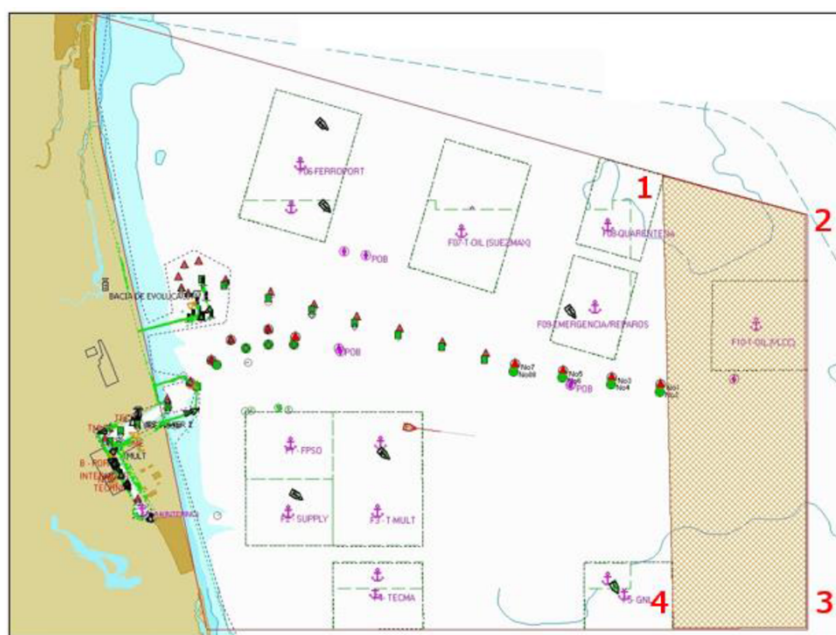 1
2
F06-FERROPORT
F08-QUARENTENA
F07-T-OIL (SUEZMAX)
POB
BACIA DE EVOLUCAO
F09-EMERGENCIA/REPAROS
F10-T-OIL (VLCC)
POB
No7
No5
No3
No1
No8
No6
No4
No2
POB
F1 - FPSO
MULT
F2 - SUPPLY
F3 - T-MULT
F4 - TECMA
F5 - GNL
4
3